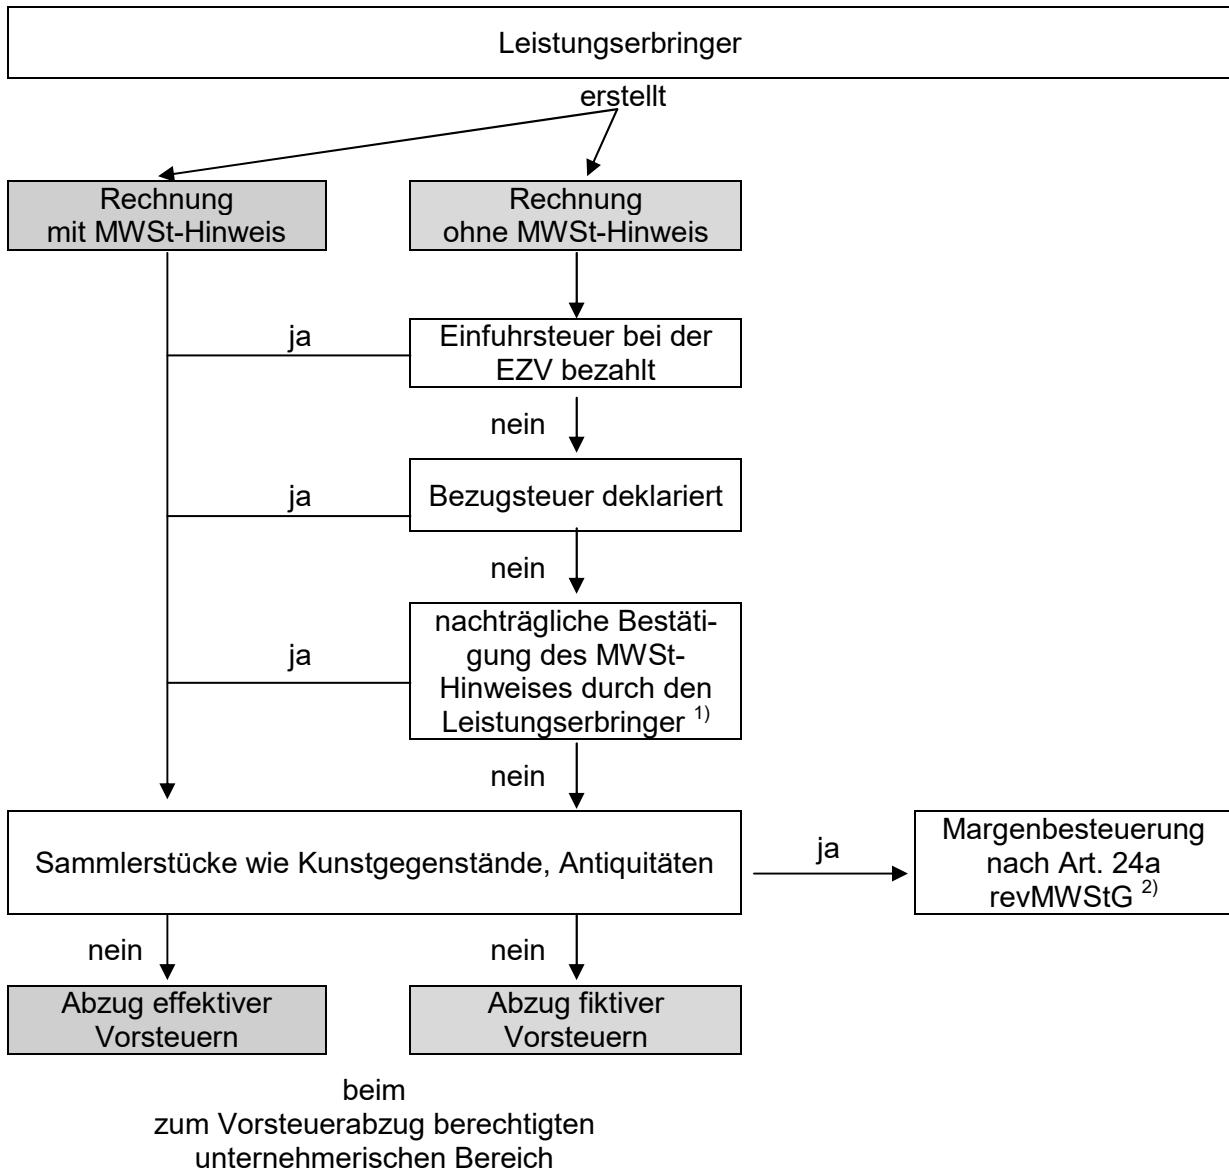 Leistungserbringer
erstellt
Rechnung
mit MWSt-Hinweis
Rechnung
ohne MWSt-Hinweis
ja
Einfuhrsteuer bei der
EZV bezahlt
nein
ja
Bezugsteuer deklariert
nein
ja
nachträgliche Bestäti-
gung des MWSt-
Hinweises durch den
Leistungserbringer 1)
nein
Sammlerstücke wie Kunstgegenstände, Antiquitäten
ja
Margenbesteuerung
nach Art. 24a
revMWStG 2)
nein
nein
Abzug effektiver
Vorsteuern
Abzug fiktiver
Vorsteuern
beim
zum Vorsteuerabzug berechtigten
unternehmerischen Bereich